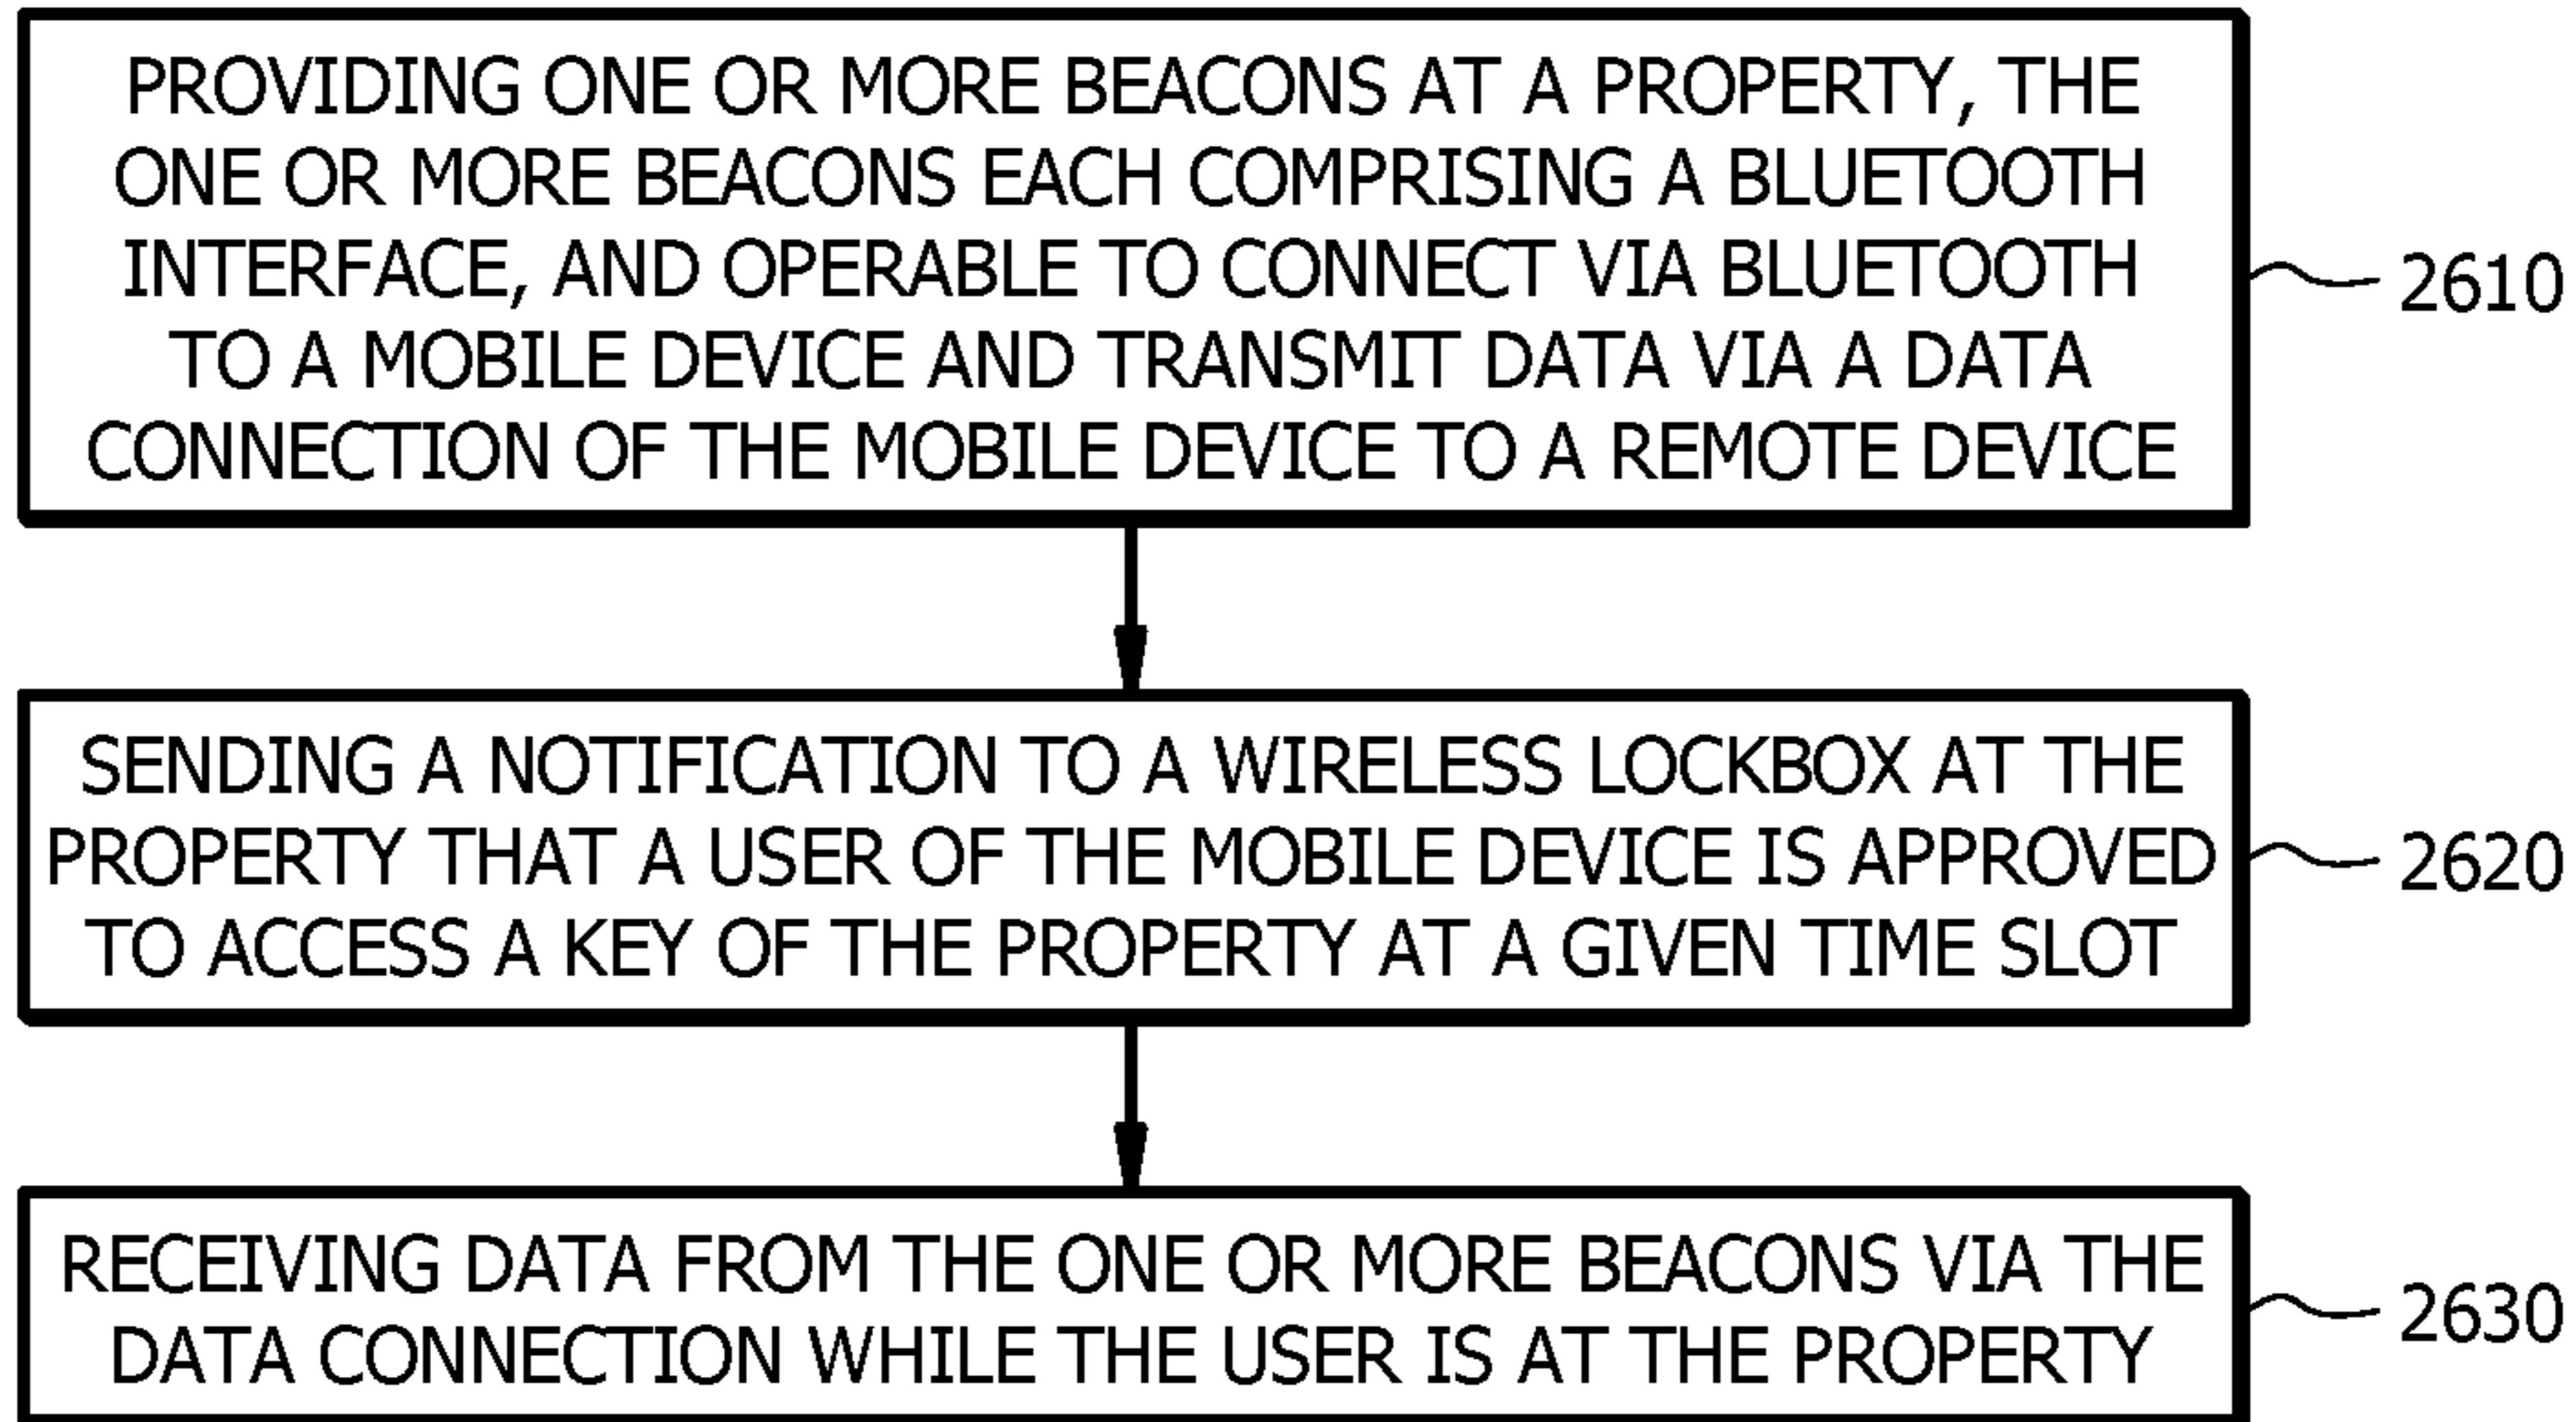 PROVIDING ONE OR MORE BEACONS AT A PROPERTY, THE
ONE OR MORE BEACONS EACH COMPRISING A BLUETOOTH
INTERFACE, AND OPERABLE TO CONNECT VIA BLUETOOTH
TO A MOBILE DEVICE AND TRANSMIT DATA VIA A DATA
CONNECTION OF THE MOBILE DEVICE TO A REMOTE DEVICE
2610
SENDING A NOTIFICATION TO A WIRELESS LOCKBOX AT THE
PROPERTY THAT A USER OF THE MOBILE DEVICE IS APPROVED
TO ACCESS A KEY OF THE PROPERTY AT A GIVEN TIME SLOT
2620
RECEIVING DATA FROM THE ONE OR MORE BEACONS VIA THE
DATA CONNECTION WHILE THE USER IS AT THE PROPERTY
2630